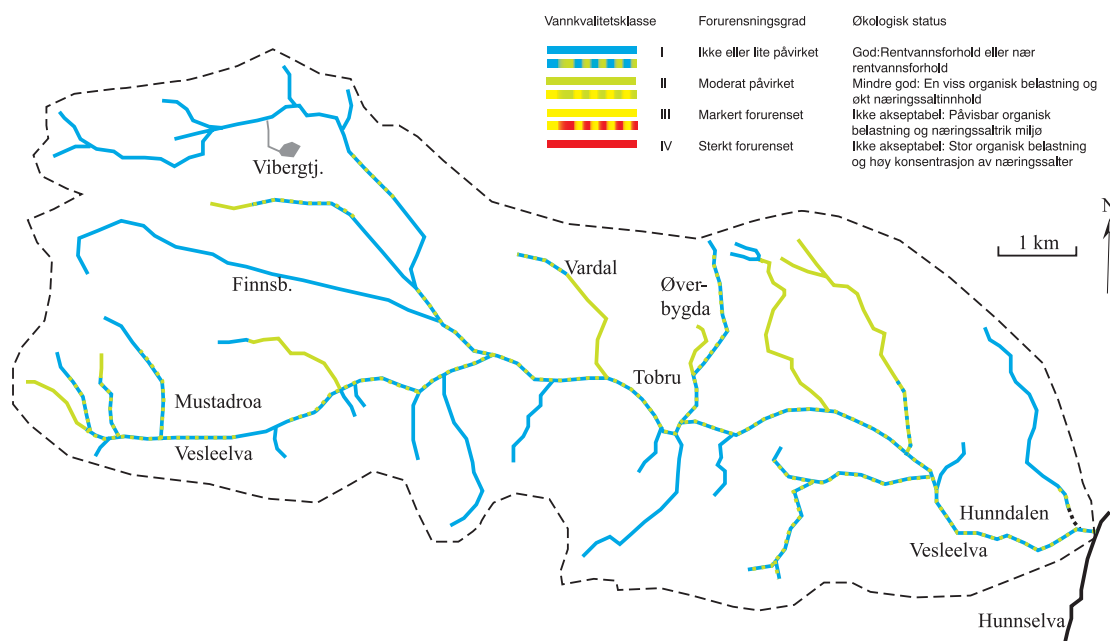 Vannkvalitetsklasse Forurensningsgrad Økologisk status
I Ikke eller lite påvirket God:Rentvannsforhold eller nær
rentvannsforhold
II Moderat påvirket Mindre god: En viss organisk belastning og
økt næringssaltinnhold
III Markert forurenset Ikke akseptabel: Påvisbar organisk
belastning og næringssaltrik miljø
IV Sterkt forurenset Ikke akseptabel: Stor organisk belastning
og høy konsentrasjon av næringssalter
Vibergtj.
N
1 km
Vardal
Finnsb.
Øver-
bygda
Tobru
Mustadroa
Vesleelva
Hunndalen
Vesleelva
Hunnselva